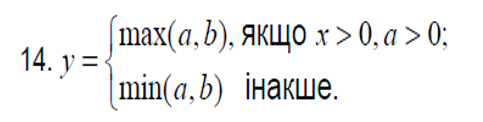 max(a, b), якщо x > 0, a > 0;
14. y = {
min(a, b) інакше.